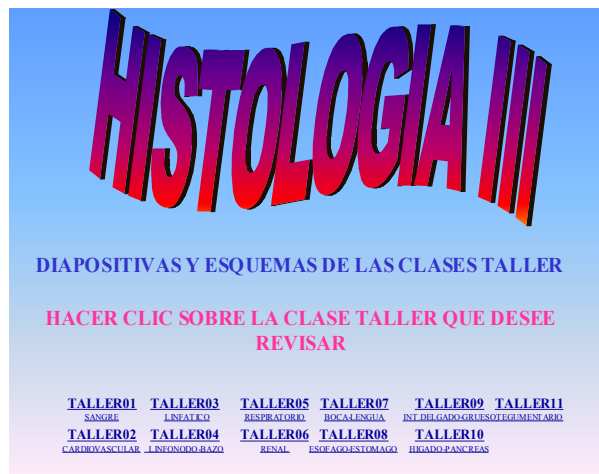 HISTOLOGIA III
DIAPOSITIVAS Y ESQUEMAS DE LAS CLASES TALLER
HACER CLIC SOBRE LA CLASE TALLER QUE DESEE
REVISAR
TALLER01 TALLER03 TALLER05 TALLER07 TALLER09 TALLER11
SANGRE LINFATICO RESPIRATORIO BOCA-LENGUA INT.DELGADO-GRUESO TEGUMENTARIO
TALLER02 TALLER04 TALLER06 TALLER08 TALLER10
CARDIOVASCULAR LINFONODO-BAZO RENAL ESOFAGO-ESTOMAGO HIGADO-PANCREAS